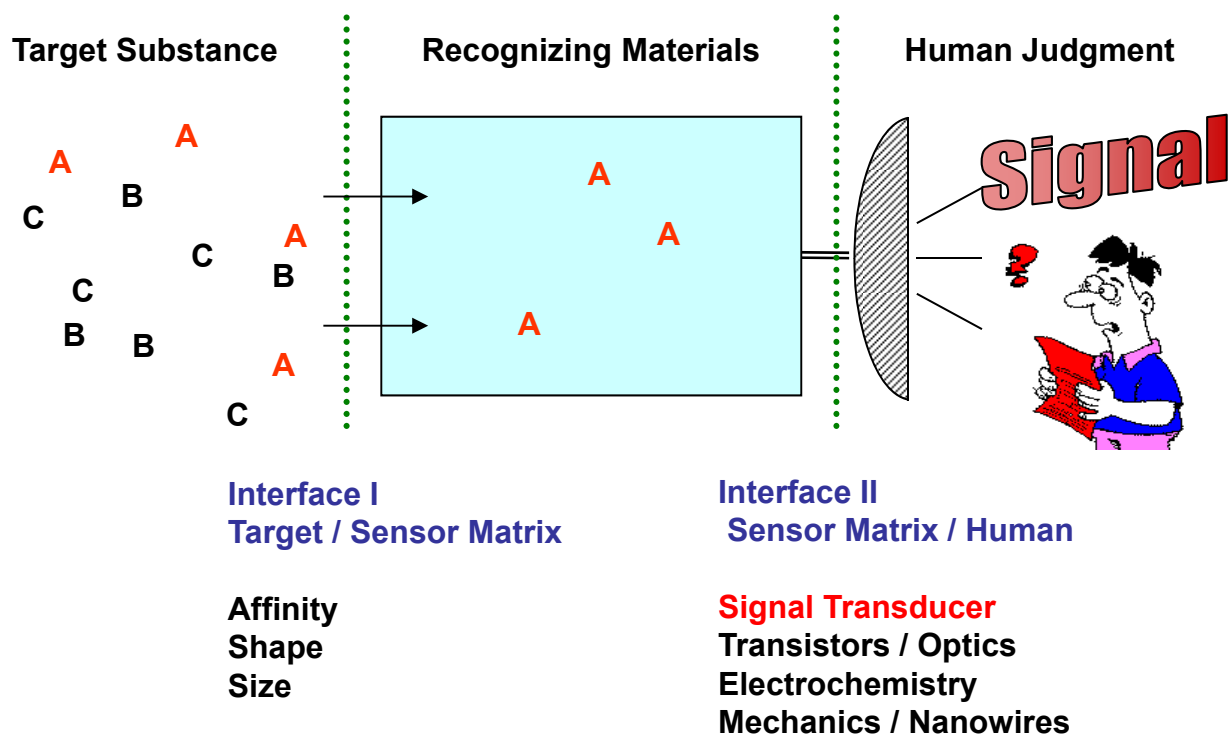 Target Substance
Recognizing Materials
Human Judgment
A
A
B
C
A
C
B
C
B
B
A
C
A
A
A
Signal
?
Interface I
Target / Sensor Matrix
Affinity
Shape
Size
Interface II
Sensor Matrix / Human
Signal Transducer
Transistors / Optics
Electrochemistry
Mechanics / Nanowires